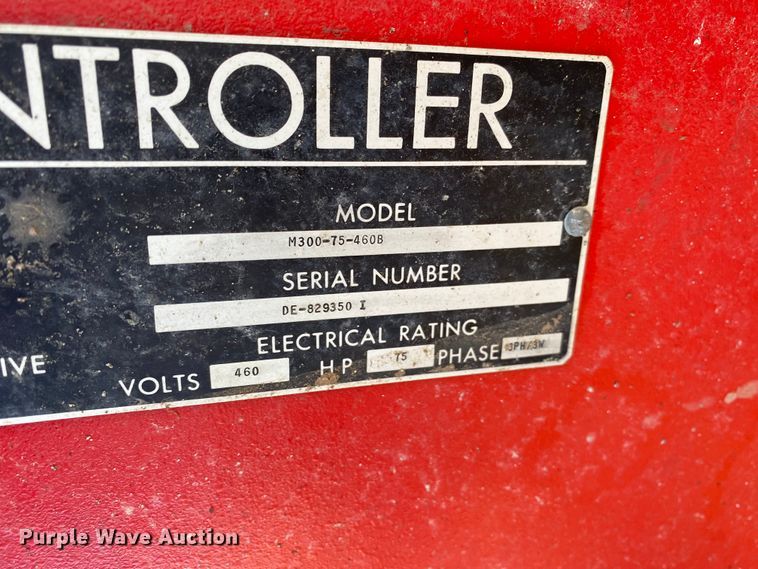 NTROLLER
MODEL
M300-75-460B
SERIAL NUMBER
DE-829350 I
ELECTRICAL RATING
IVE
VOLTS 460 H P 75 PHASE 3PH/3W
Purple Wave Auction